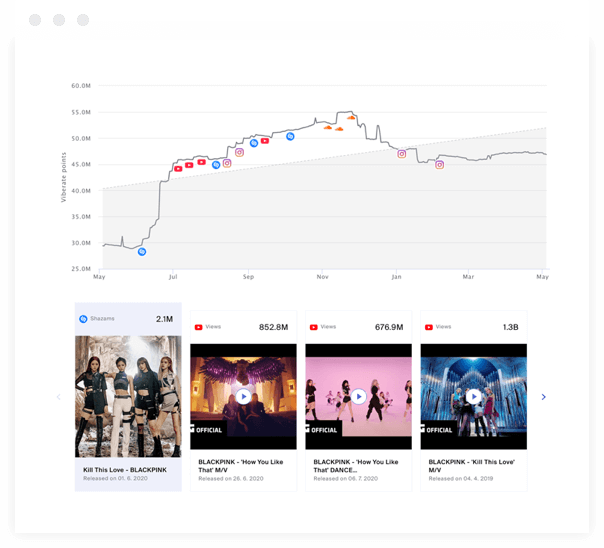 60.0M
55.0M
50.0M
45.0M
40.0M
35.0M
30.0M
25.0M
Viberate points
May
Jul
Sep
Nov
Jan
Mar
May
Shazams 2.1M
Kill This Love - BLACKPINK
Released on 01. 6. 2020
Views 852.8M
OFFICIAL
BLACKPINK - 'How You Like
That' M/V
Released on 26. 6. 2020
Views 676.9M
OFFICIAL
BLACKPINK - 'How You Like
That' DANCE...
Released on 06. 7. 2020
Views 1.3B
OFFICIAL
BLACKPINK - 'Kill This Love'
M/V
Released on 04. 4. 2019